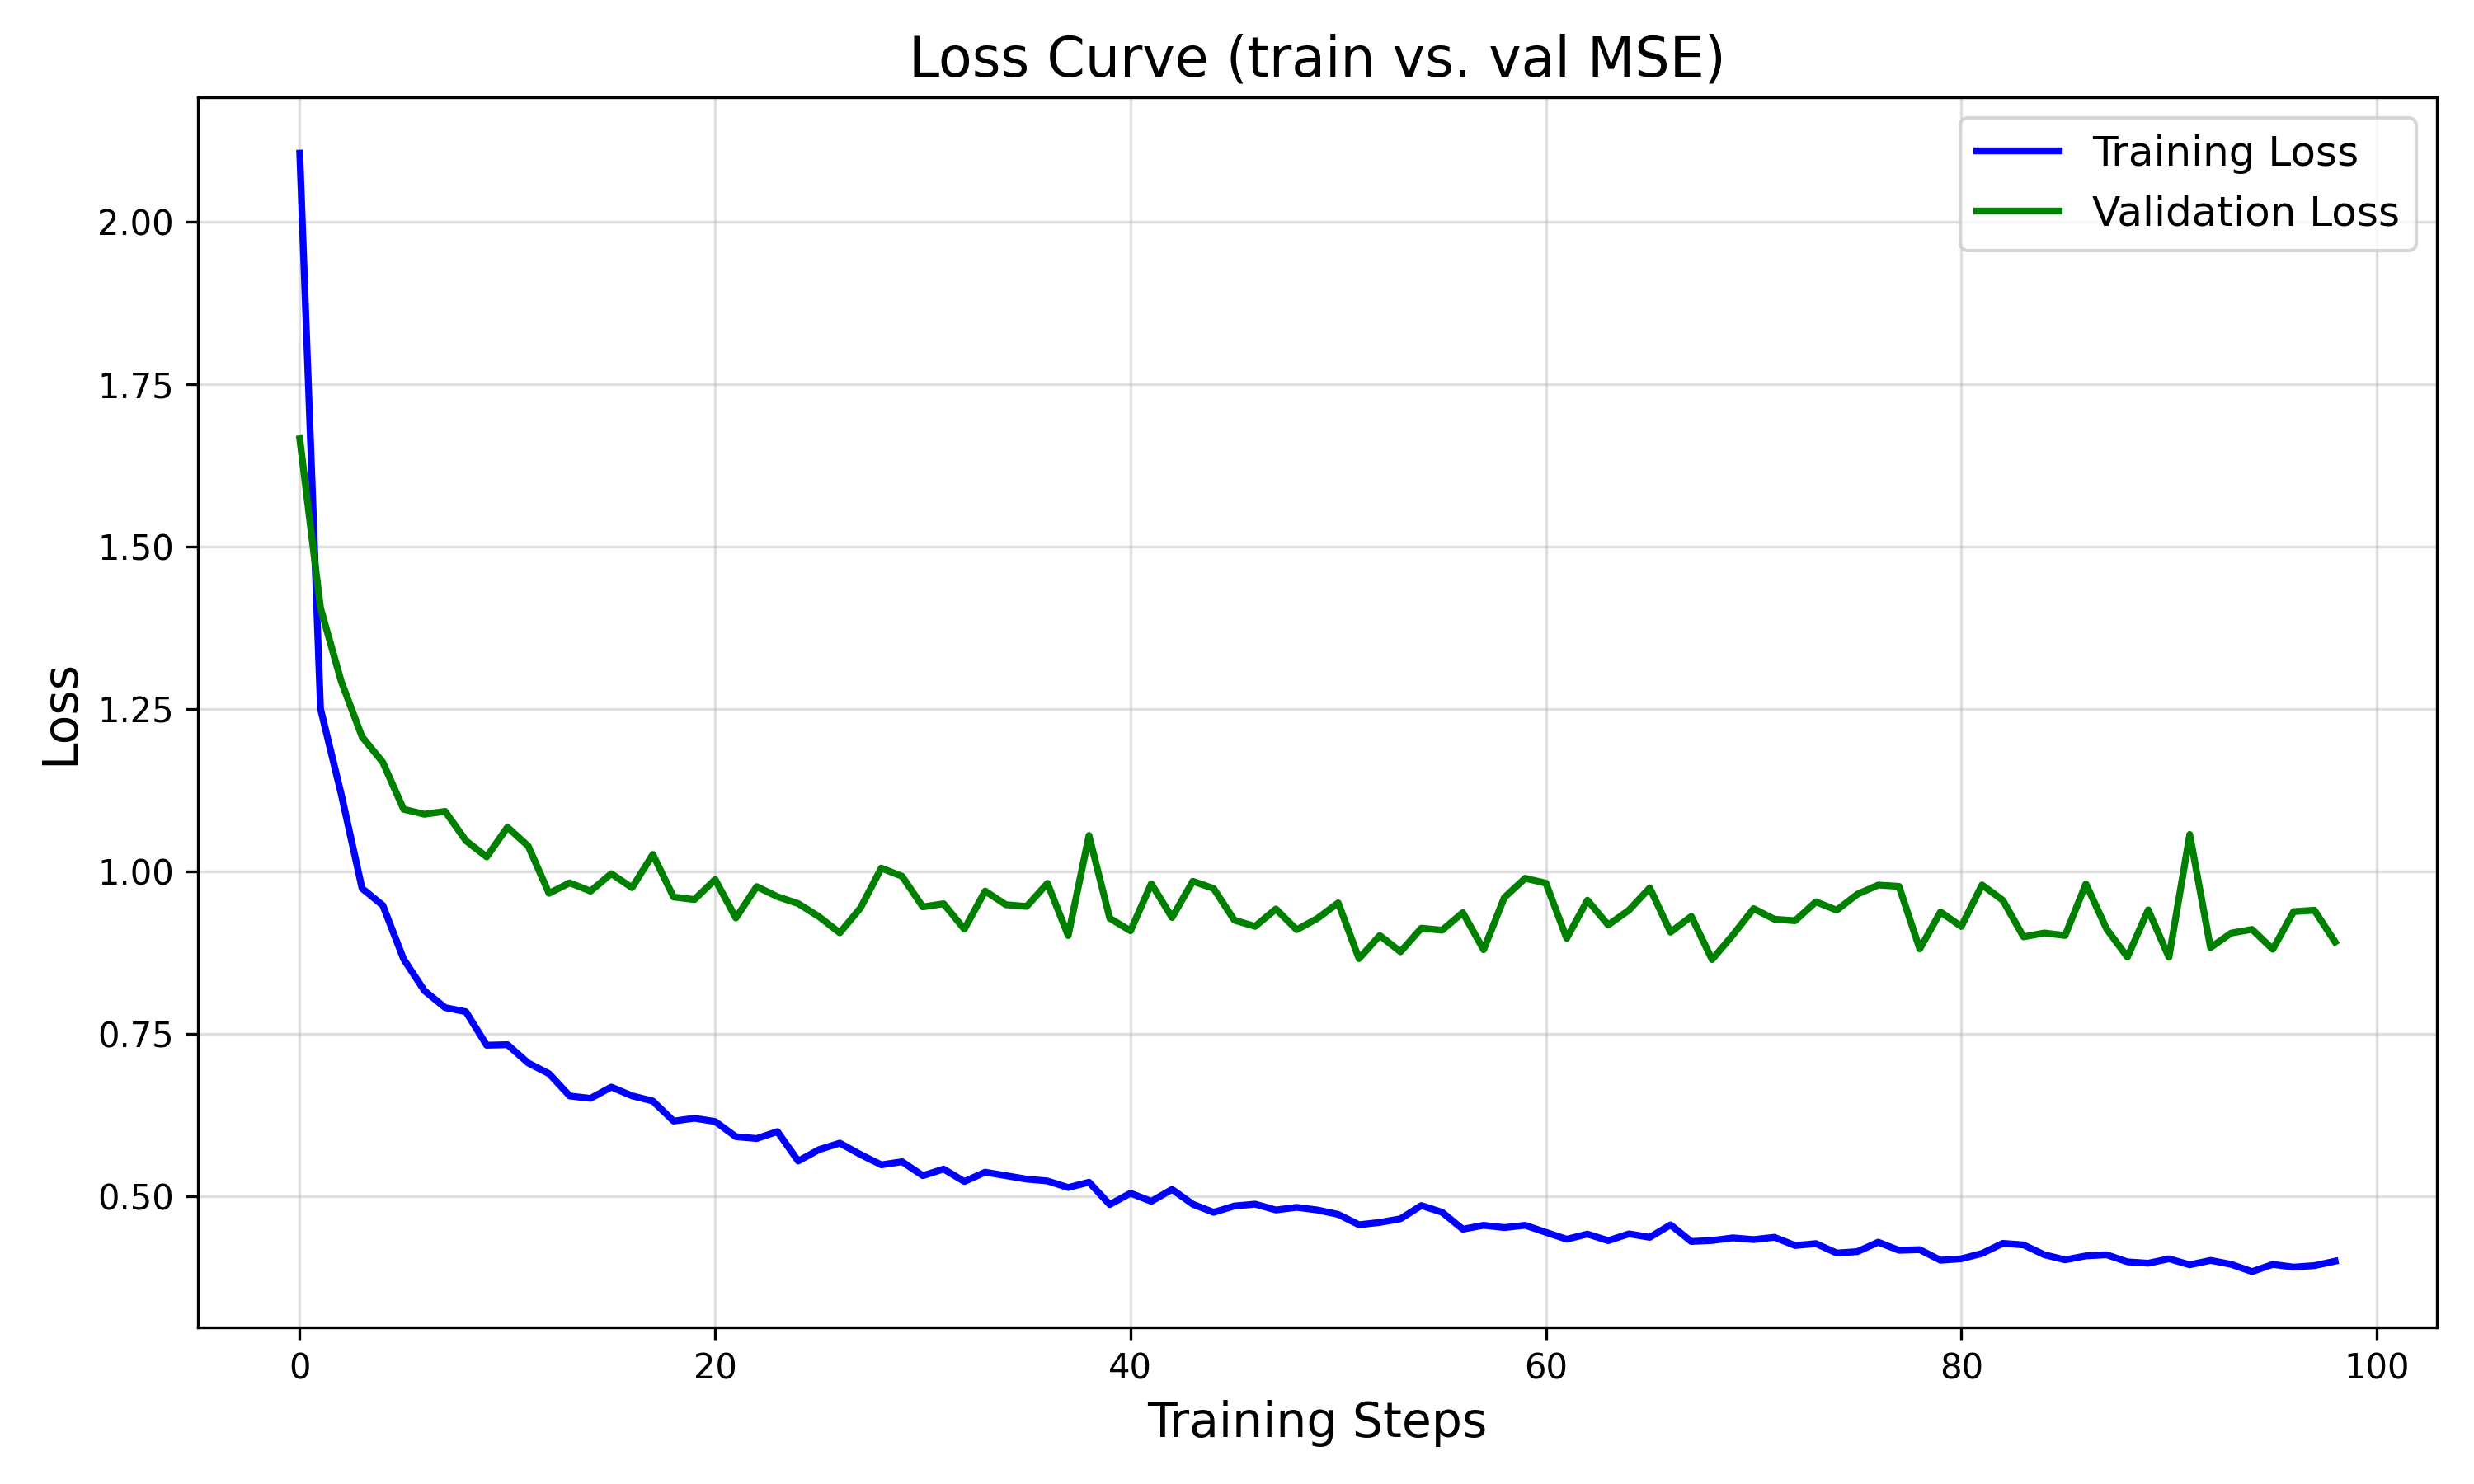 Loss Curve (train vs. val MSE)
Training Loss
Validation Loss
2.00
1.75
1.50
1.25
1.00
0.75
0.50
Loss
0 20 40 60 80 100
Training Steps